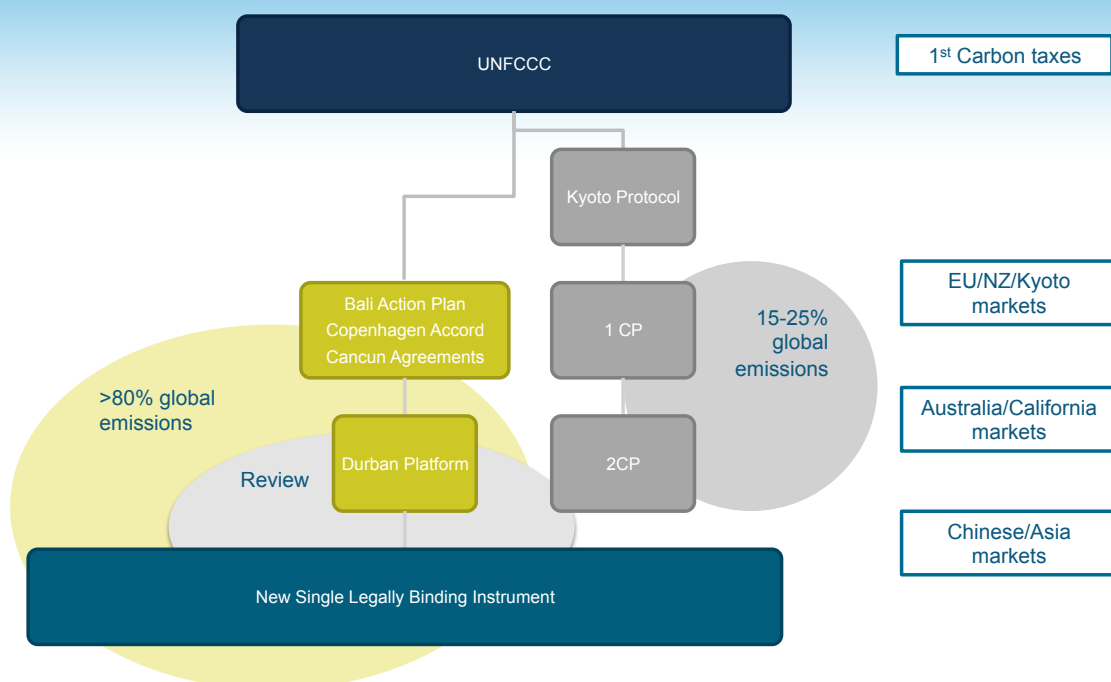 UNFCCC
1st Carbon taxes
Kyoto Protocol
Bali Action Plan
Copenhagen Accord
Cancun Agreements
1 CP
15-25%
global
emissions
EU/NZ/Kyoto
markets
>80% global
emissions
Review
Durban Platform
2CP
Australia/California
markets
Chinese/Asia
markets
New Single Legally Binding Instrument